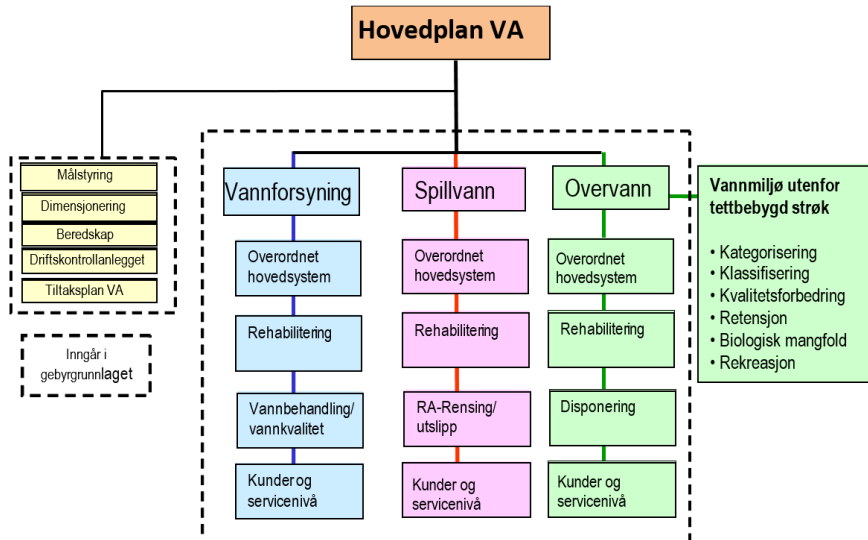 Hovedplan VA
Målstyring
Dimensjonering
Beredskap
Driftskontrollanlegget
Tiltaksplan VA
Inngår i
gebyrgrunnlaget
Vannforsyning
Overordnet
hovedsystem
Rehabilitering
Vannbehandling/
vannkvalitet
Kunder og
servicenivå
Spillvann
Overordnet
hovedsystem
Rehabilitering
RA-Rensing/
utslipp
Kunder og
servicenivå
Overvann
Overordnet
hovedsystem
Rehabilitering
Disponering
Kunder og
servicenivå
Vannmiljø utenfor
tettbebygd strøk
• Kategorisering
• Klassifisering
• Kvalitetsforbedring
• Retensjon
• Biologisk mangfold
• Rekreasjon